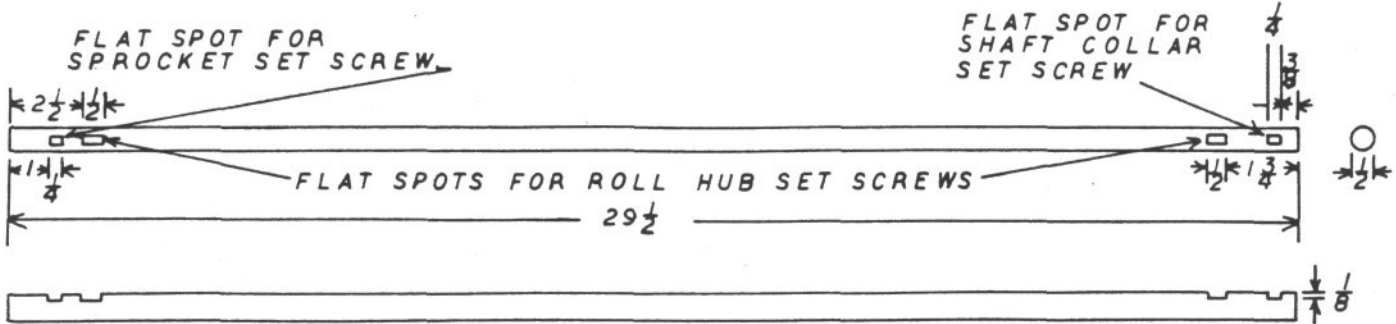 FLAT SPOT FOR
SPROCKET SET SCREW
FLAT SPOT FOR
SHAFT COLLAR
SET SCREW
1/4
3/8
2 1/2
1/2
1
1/4
FLAT SPOTS FOR ROLL HUB SET SCREWS
1/2
1 3/4
1/2
29 1/2
1/8